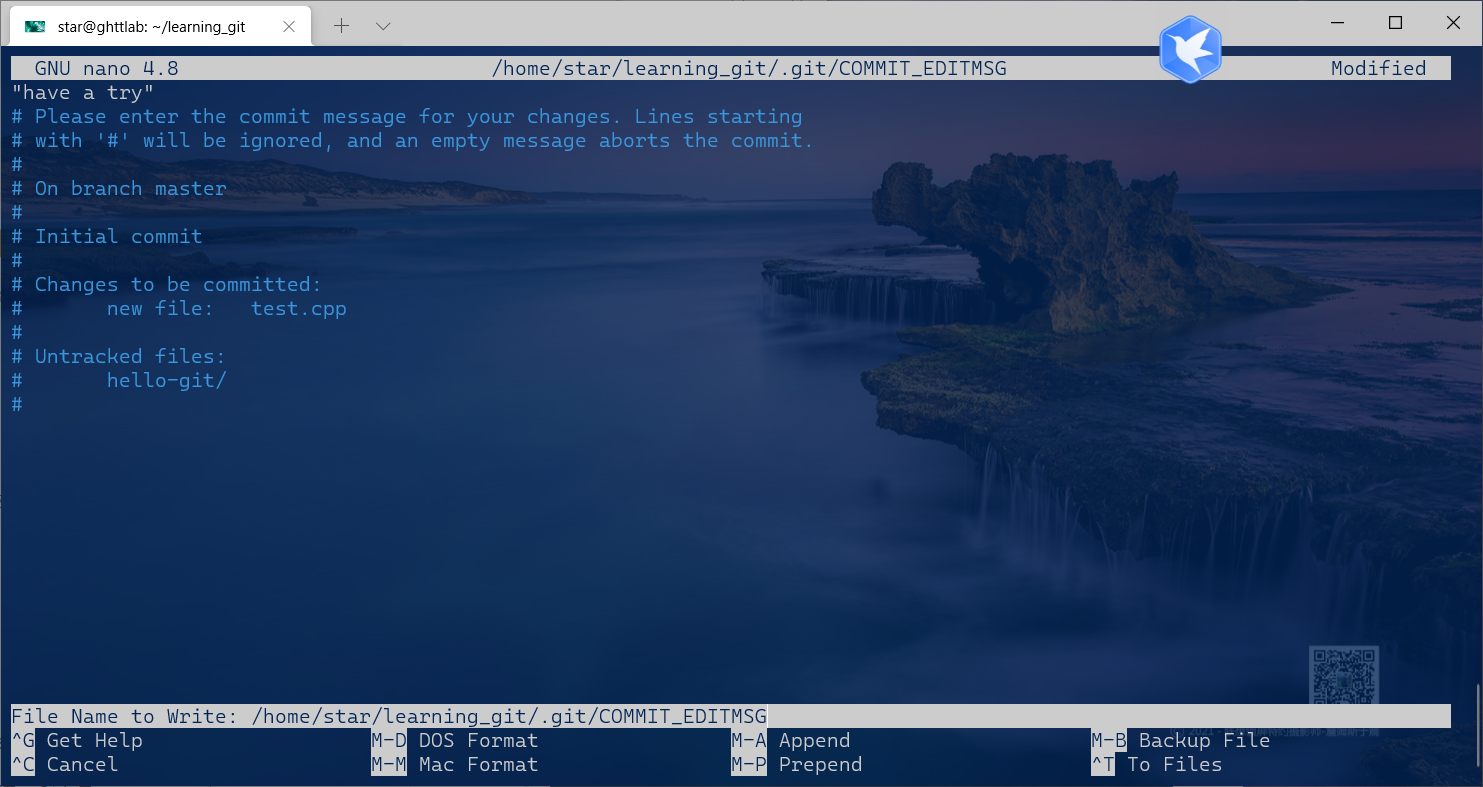 star@ghttlab: ~/learning_git
GNU nano 4.8 /home/star/learning_git/.git/COMMIT_EDITMSG Modified
"have a try"
# Please enter the commit message for your changes. Lines starting
# with '#' will be ignored, and an empty message aborts the commit.
#
# On branch master
#
# Initial commit
#
# Changes to be committed:
# new file: test.cpp
#
# Untracked files:
# hello-git/
#
File Name to Write: /home/star/learning_git/.git/COMMIT_EDITMSG
^G Get Help M-D DOS Format M-A Append M-B Backup File
^C Cancel M-M Mac Format M-P Prepend ^T To Files